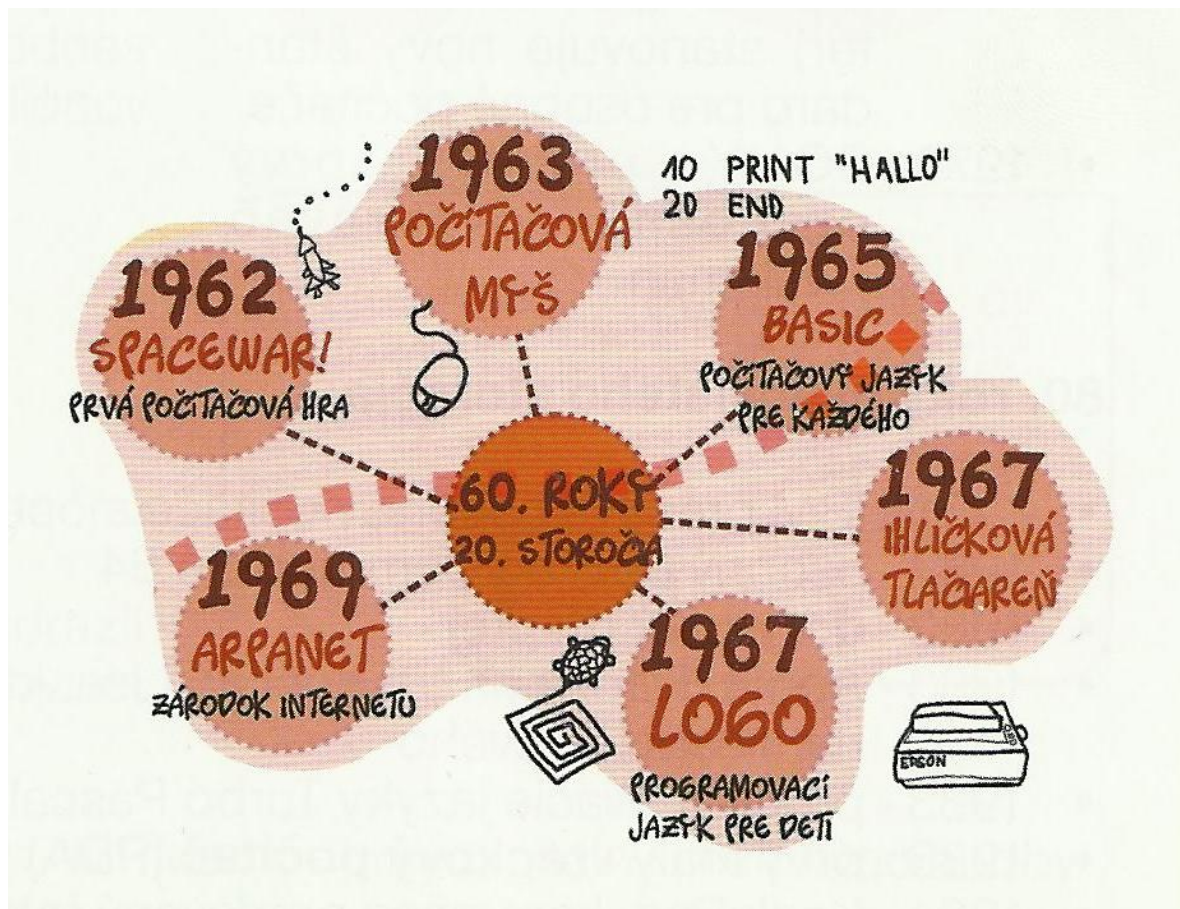 1963
POČÍTAČOVÁ
MYŠ
10 PRINT "HALLO"
20 END
1965
BASIC
POČÍTAČOVÝ JAZYK
PRE KAŽDÉHO
1962
SPACEWAR!
PRVÁ POČÍTAČOVÁ HRA
60. ROKY
20. STOROČIA
1967
IHLIČKOVÁ
TLAČIAREŇ
1969
ARPANET
ZÁRODOK INTERNETU
1967
LOGO
PROGRAMOVACÍ
JAZYK PRE DETI
EPSON